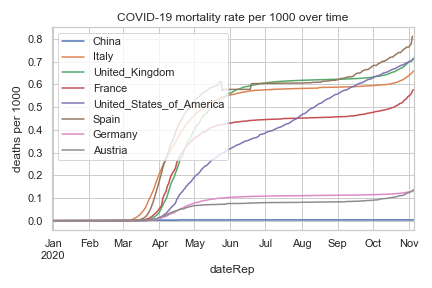 COVID-19 mortality rate per 1000 over time
deaths per 1000
0.8
0.7
0.6
0.5
0.4
0.3
0.2
0.1
0.0
China
Italy
United_Kingdom
France
United_States_of_America
Spain
Germany
Austria
Jan Feb Mar Apr May Jun Jul Aug Sep Oct Nov
2020
dateRep